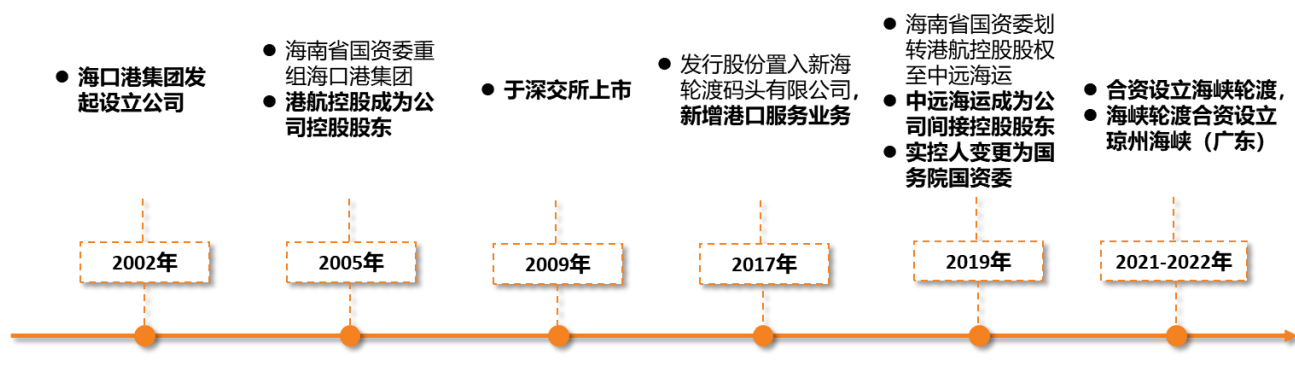 ● 海口港集团发
起设立公司
● 海南省国资委重
组海口港集团
● 港航控股成为公
司控股股东
● 于深交所上市
● 发行股份置入新海
轮渡码头有限公司，
新增港口服务业务
● 海南省国资委划
转港航控股股权
至中远海运
● 中远海运成为公
司间接控股股东
● 实控人变更为国
务院国资委
● 合资设立海峡轮渡，
● 海峡轮渡合资设立
琼州海峡（广东）
2002年
2005年
2009年
2017年
2019年
2021-2022年